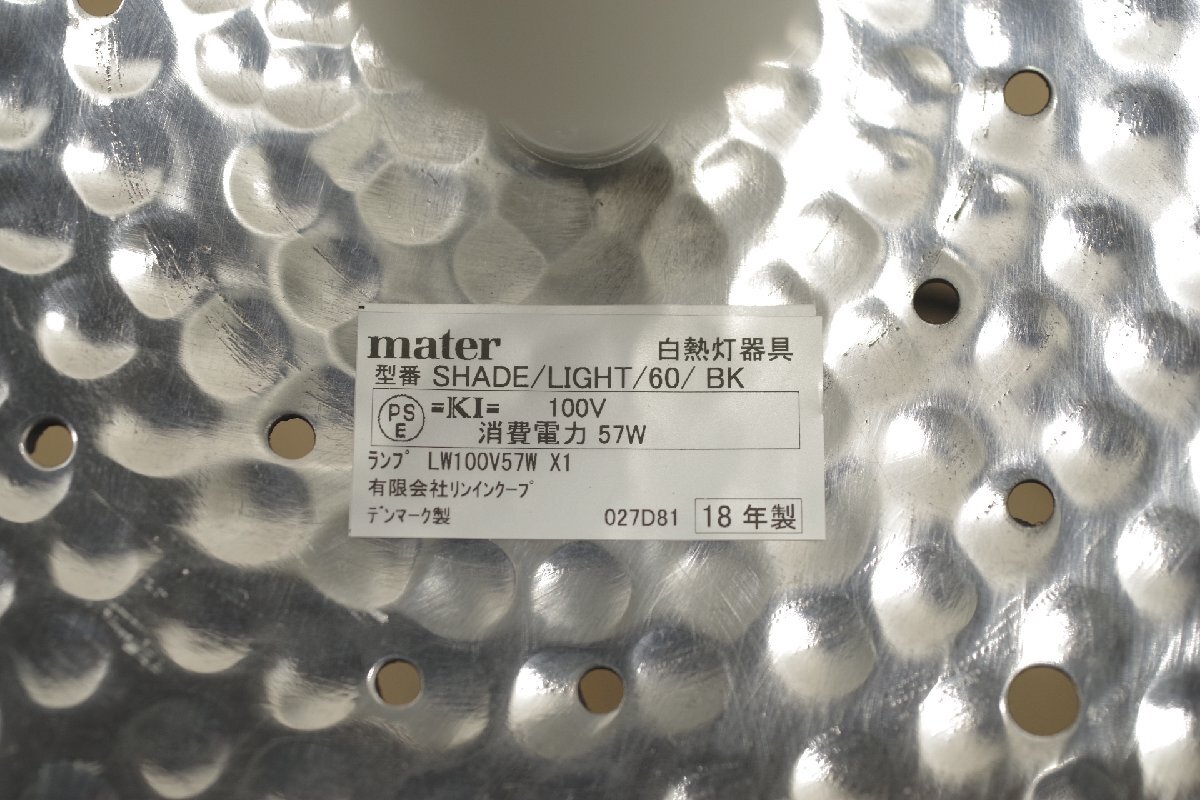 mater 白熱灯器具
型番 SHADE/LIGHT/60/ BK
PS E =KI= 100V
消費電力 57W
ﾗﾝﾌﾟ LW100V57W X1
有限会社ﾘﾝｲﾝｸｰﾌﾟ
ﾃﾞﾝﾏｰｸ製 027D81 18 年製